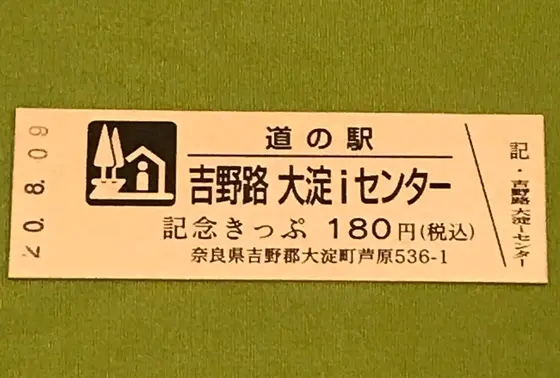 20.8.09
道の駅
吉野路 大淀iセンター
記念きっぷ 180円(税込)
奈良県吉野郡大淀町芦原536-1
記・吉野路大淀iセンター